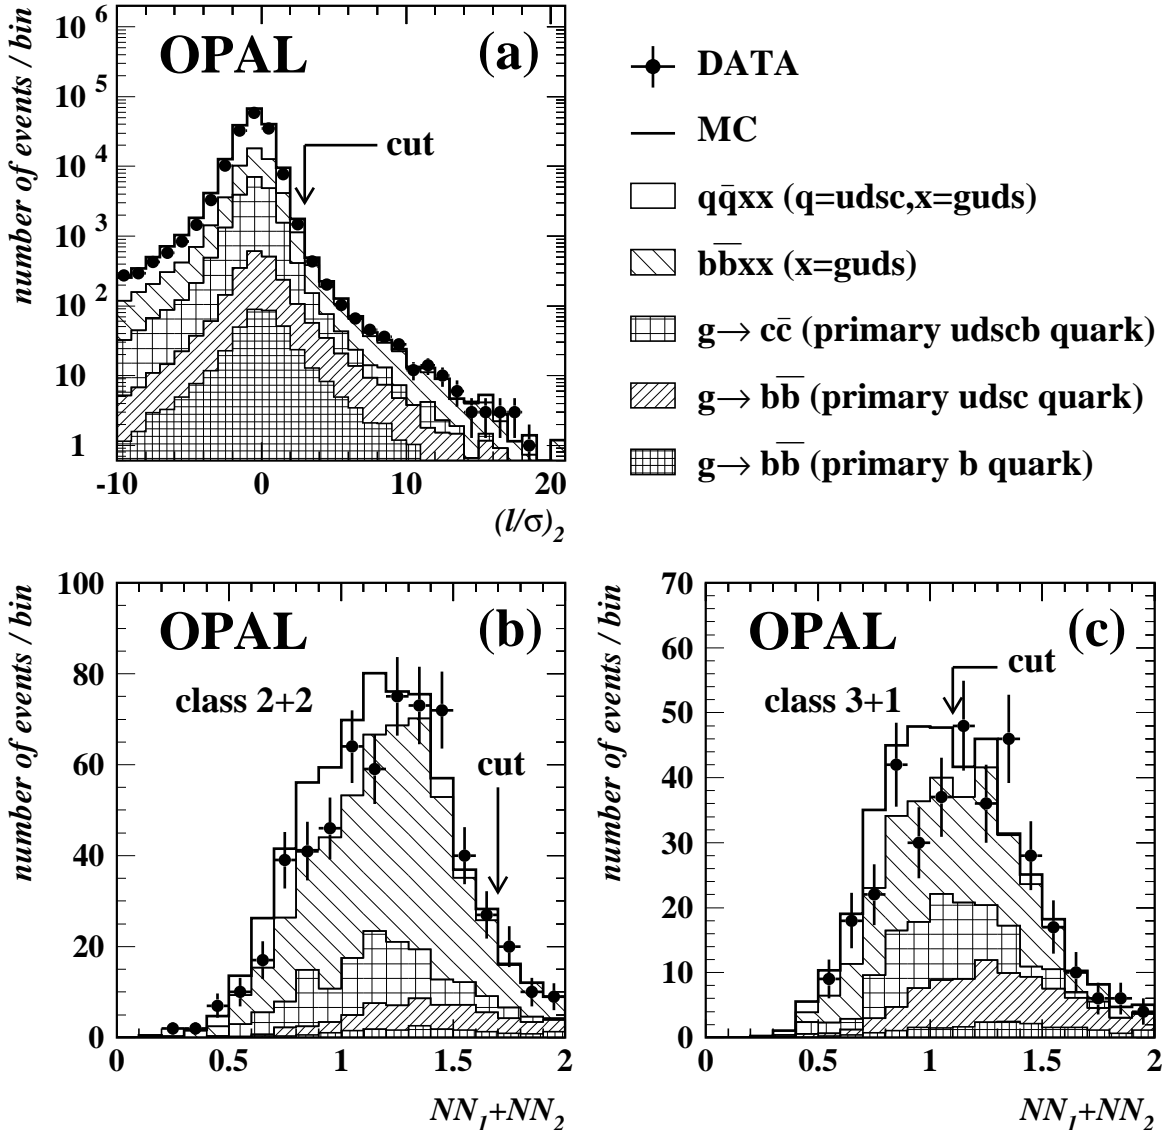 number of events / bin
10^6
10^5
10^4
10^3
10^2
10
1
OPAL
(a)
cut
-10 0 10 20
(l/σ)_2
DATA
MC
qq̄xx (q=udsc,x=guds)
bb̄xx (x=guds)
g→ cc̄ (primary udscb quark)
g→ bb̄ (primary udsc quark)
g→ bb̄ (primary b quark)
number of events / bin
100
80
60
40
20
0
OPAL
(b)
class 2+2
cut
0 0.5 1 1.5 2
NN_1+NN_2
number of events / bin
70
60
50
40
30
20
10
0
OPAL
(c)
cut
class 3+1
0 0.5 1 1.5 2
NN_1+NN_2